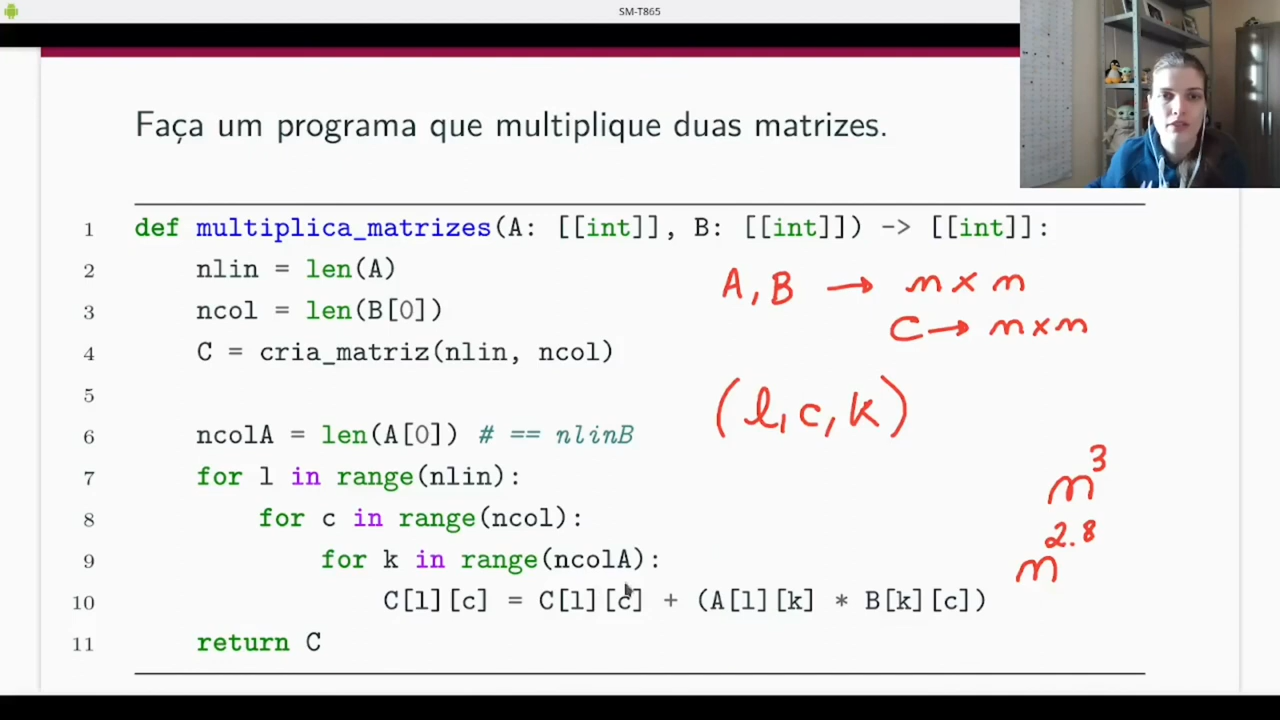 SM-T865
Faça um programa que multiplique duas matrizes.
1 def multiplica_matrizes(A: [[int]], B: [[int]]) -> [[int]]:
2 nlin = len(A)
3 ncol = len(B[0])
4 C = cria_matriz(nlin, ncol)
5
6 ncolA = len(A[0]) # == nlinB
7 for l in range(nlin):
8 for c in range(ncol):
9 for k in range(ncolA):
10 C[l][c] = C[l][c] + (A[l][k] * B[k][c])
11 return C
A, B → n × n
C → n × n
(l, c, k)
n³
n^2.8